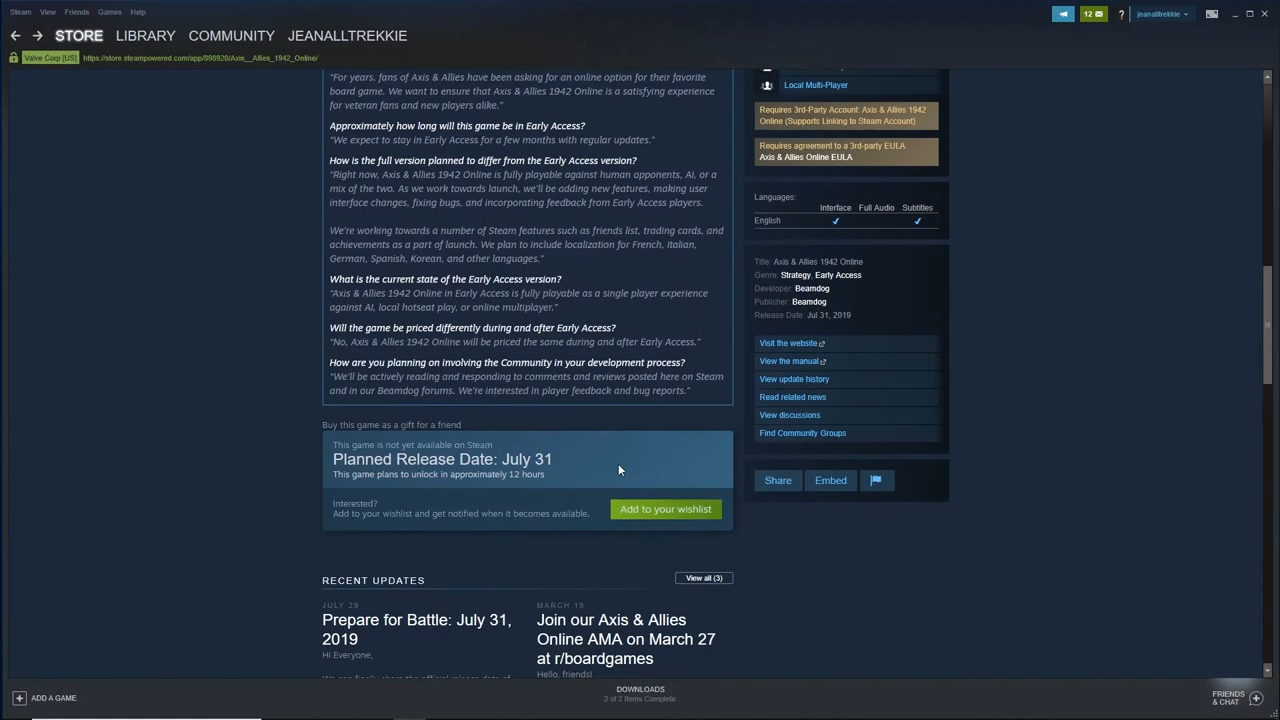 Steam View Friends Games Help
12 ? jeanalltrekkie
STORE LIBRARY COMMUNITY JEANALLTREKKIE
Valve Corp [US] https://store.steampowered.com/app/898920/Axis__Allies_1942_Online/
“For years, fans of Axis & Allies have been asking for an online option for their favorite
board game. We want to ensure that Axis & Allies 1942 Online is a satisfying experience
for veteran fans and new players alike.”
Approximately how long will this game be in Early Access?
“We expect to stay in Early Access for a few months with regular updates.”
How is the full version planned to differ from the Early Access version?
“Right now, Axis & Allies 1942 Online is fully playable against human opponents, AI, or a
mix of the two. As we work towards launch, we'll be adding new features, making user
interface changes, fixing bugs, and incorporating feedback from Early Access players.
We're working towards a number of Steam features such as friends list, trading cards, and
achievements as a part of launch. We plan to include localization for French, Italian,
German, Spanish, Korean, and other languages.”
What is the current state of the Early Access version?
“Axis & Allies 1942 Online in Early Access is fully playable as a single player experience
against AI, local hotseat play, or online multiplayer.”
Will the game be priced differently during and after Early Access?
“No, Axis & Allies 1942 Online will be priced the same during and after Early Access.”
How are you planning on involving the Community in your development process?
“We'll be actively reading and responding to comments and reviews posted here on Steam
and in our Beamdog forums. We're interested in player feedback and bug reports.”
Buy this game as a gift for a friend
This game is not yet available on Steam
Planned Release Date: July 31
This game plans to unlock in approximately 12 hours
Interested?
Add to your wishlist and get notified when it becomes available.
Add to your wishlist
RECENT UPDATES
View all (3)
JULY 29
Prepare for Battle: July 31,
2019
Hi Everyone,
We can finally share the official release date of
MARCH 19
Join our Axis & Allies
Online AMA on March 27
at r/boardgames
Hello, friends!
Local Multi-Player
Requires 3rd-Party Account: Axis & Allies 1942
Online (Supports Linking to Steam Account)
Requires agreement to a 3rd-party EULA
Axis & Allies Online EULA
Languages:
Interface Full Audio Subtitles
English
Title: Axis & Allies 1942 Online
Genre: Strategy, Early Access
Developer: Beamdog
Publisher: Beamdog
Release Date: Jul 31, 2019
Visit the website
View the manual
View update history
Read related news
View discussions
Find Community Groups
Share Embed
ADD A GAME
DOWNLOADS
2 of 2 Items Complete
FRIENDS
& CHAT